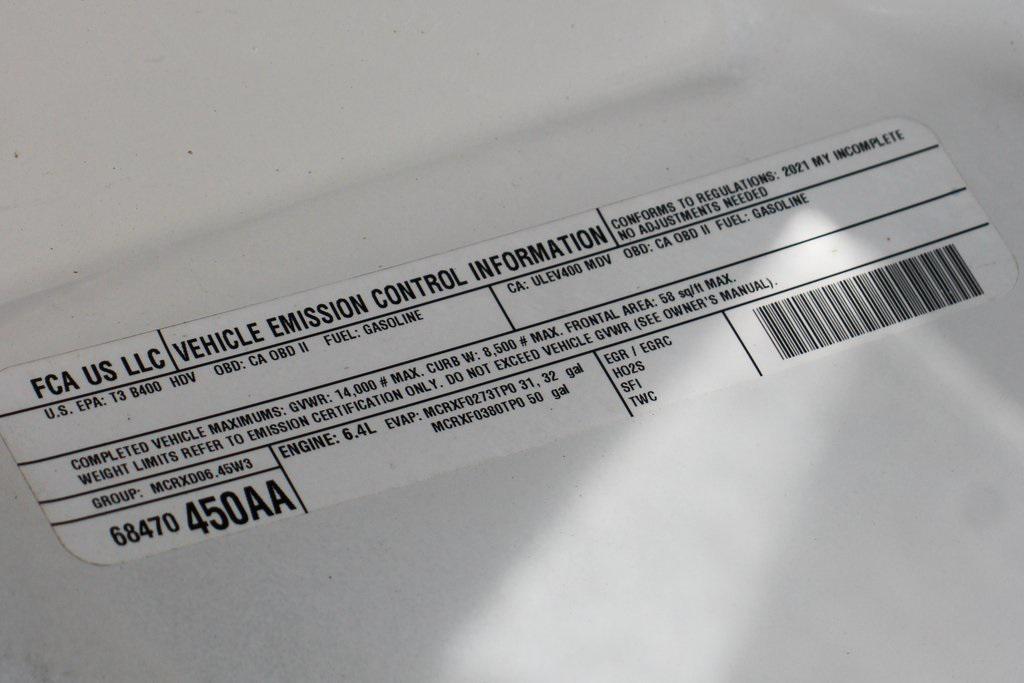 FCA US LLC
VEHICLE EMISSION CONTROL INFORMATION
CONFORMS TO REGULATIONS: 2021 MY INCOMPLETE
NO ADJUSTMENTS NEEDED
U.S. EPA: T3 B400 HDV OBD: CA OBD II FUEL: GASOLINE
CA: ULEV400 MDV OBD: CA OBD II FUEL: GASOLINE
COMPLETED VEHICLE MAXIMUMS: GVWR: 14,000 # MAX. CURB W: 8,500 # MAX. FRONTAL AREA: 58 sq/ft MAX.
WEIGHT LIMITS REFER TO EMISSION CERTIFICATION ONLY. DO NOT EXCEED VEHICLE GVWR (SEE OWNER'S MANUAL).
GROUP: MCRXD06.45W3
68470 450AA
ENGINE: 6.4L EVAP: MCRXF0273TP0 31, 32 gal
MCRXF0380TP0 50 gal
EGR / EGRC
HO2S
SFI
TWC